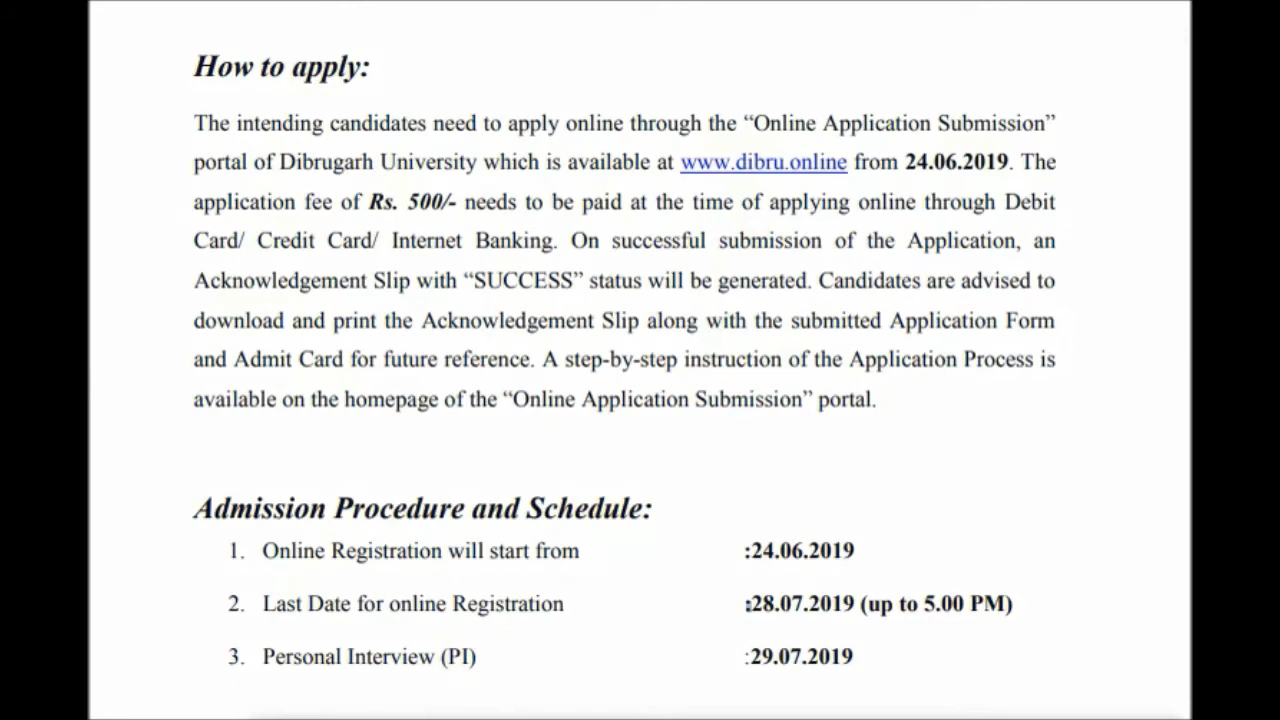 How to apply:
The intending candidates need to apply online through the “Online Application Submission”
portal of Dibrugarh University which is available at www.dibru.online from 24.06.2019. The
application fee of Rs. 500/- needs to be paid at the time of applying online through Debit
Card/ Credit Card/ Internet Banking. On successful submission of the Application, an
Acknowledgement Slip with “SUCCESS” status will be generated. Candidates are advised to
download and print the Acknowledgement Slip along with the submitted Application Form
and Admit Card for future reference. A step-by-step instruction of the Application Process is
available on the homepage of the “Online Application Submission” portal.
Admission Procedure and Schedule:
1. Online Registration will start from :24.06.2019
2. Last Date for online Registration :28.07.2019 (up to 5.00 PM)
3. Personal Interview (PI) :29.07.2019